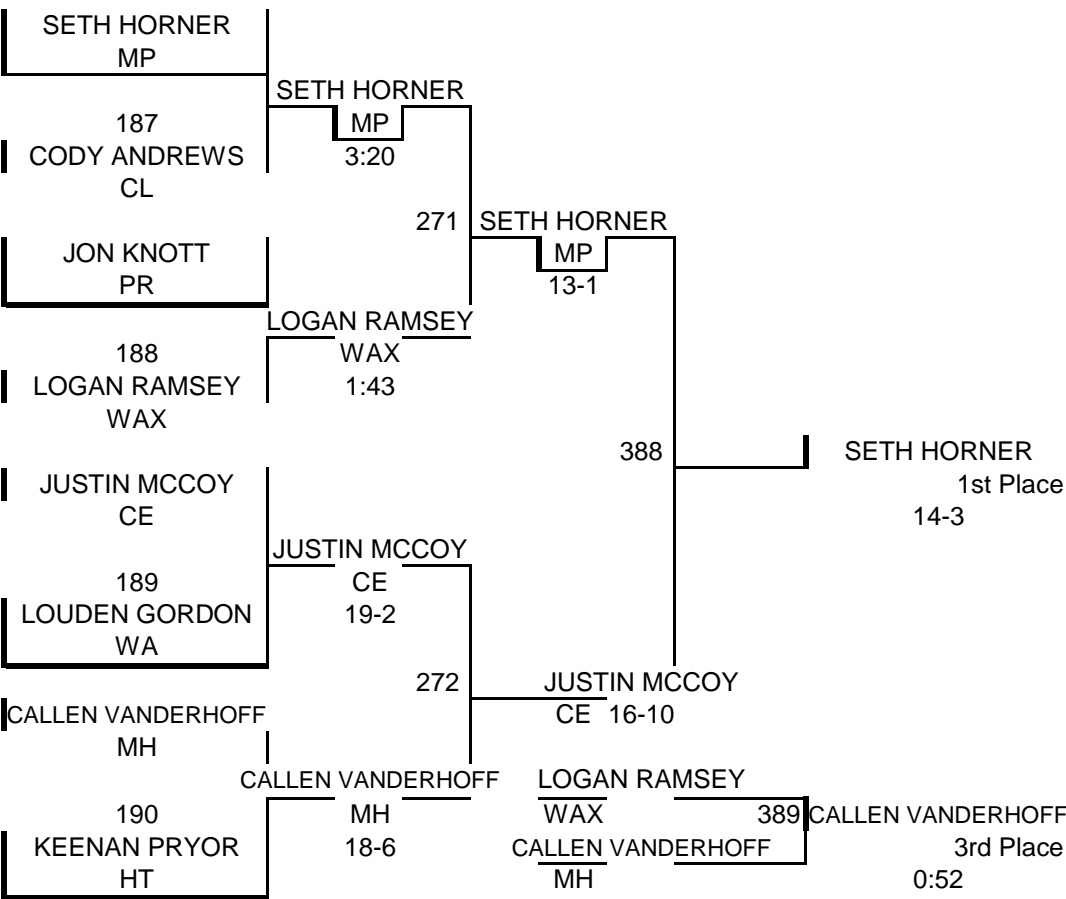 SETH HORNER
MP
SETH HORNER
187
MP
CODY ANDREWS
3:20
CL
271
SETH HORNER
JON KNOTT
MP
PR
13-1
LOGAN RAMSEY
188
WAX
LOGAN RAMSEY
1:43
WAX
388
SETH HORNER
JUSTIN MCCOY
1st Place
CE
14-3
JUSTIN MCCOY
189
CE
LOUDEN GORDON
19-2
WA
272
JUSTIN MCCOY
CALLEN VANDERHOFF
CE 16-10
MH
CALLEN VANDERHOFF
LOGAN RAMSEY
190
MH
WAX
389
CALLEN VANDERHOFF
KEENAN PRYOR
18-6
CALLEN VANDERHOFF
3rd Place
HT
MH
0:52